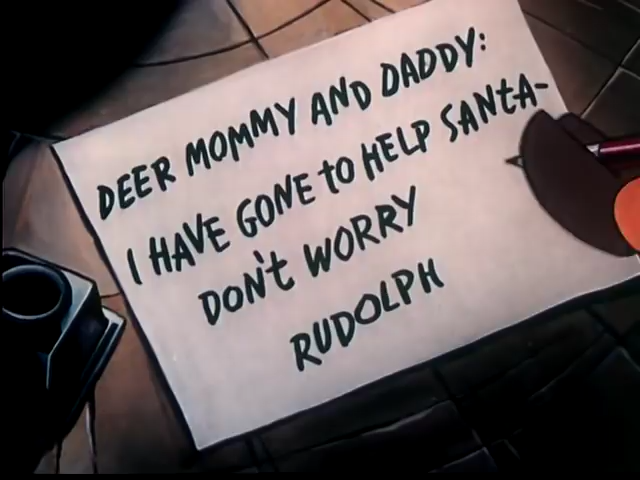 DEER MOMMY AND DADDY:
I HAVE GONE to HELP SANtA-
DON't WORRY
RUDOLPH